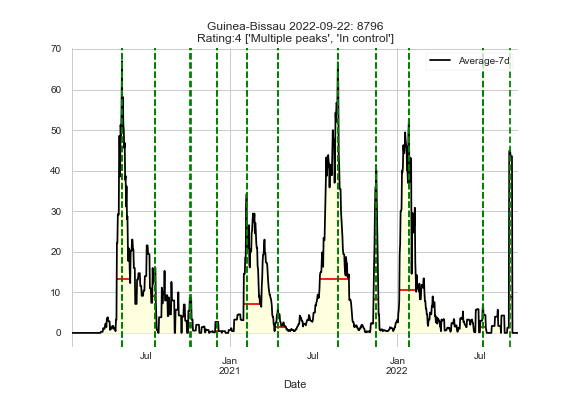 Guinea-Bissau 2022-09-22: 8796
Rating:4 ['Multiple peaks', 'In control']
Average-7d
70
60
50
40
30
20
10
0
Jul
Jan
2021
Jul
Jan
2022
Jul
Date